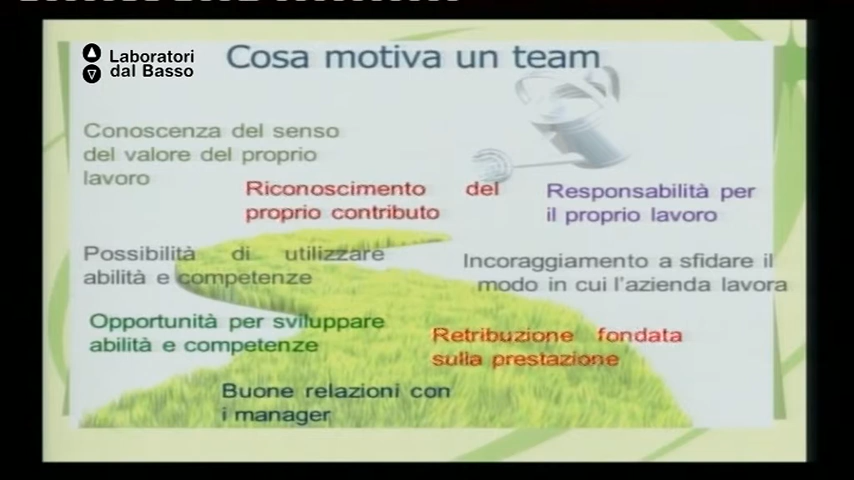 Laboratori
dal Basso
Cosa motiva un team
Conoscenza del senso
del valore del proprio
lavoro
Riconoscimento del
proprio contributo
Responsabilità per
il proprio lavoro
Possibilità di utilizzare
abilità e competenze
Incoraggiamento a sfidare il
modo in cui l'azienda lavora
Opportunità per sviluppare
abilità e competenze
Retribuzione fondata
sulla prestazione
Buone relazioni con
i manager